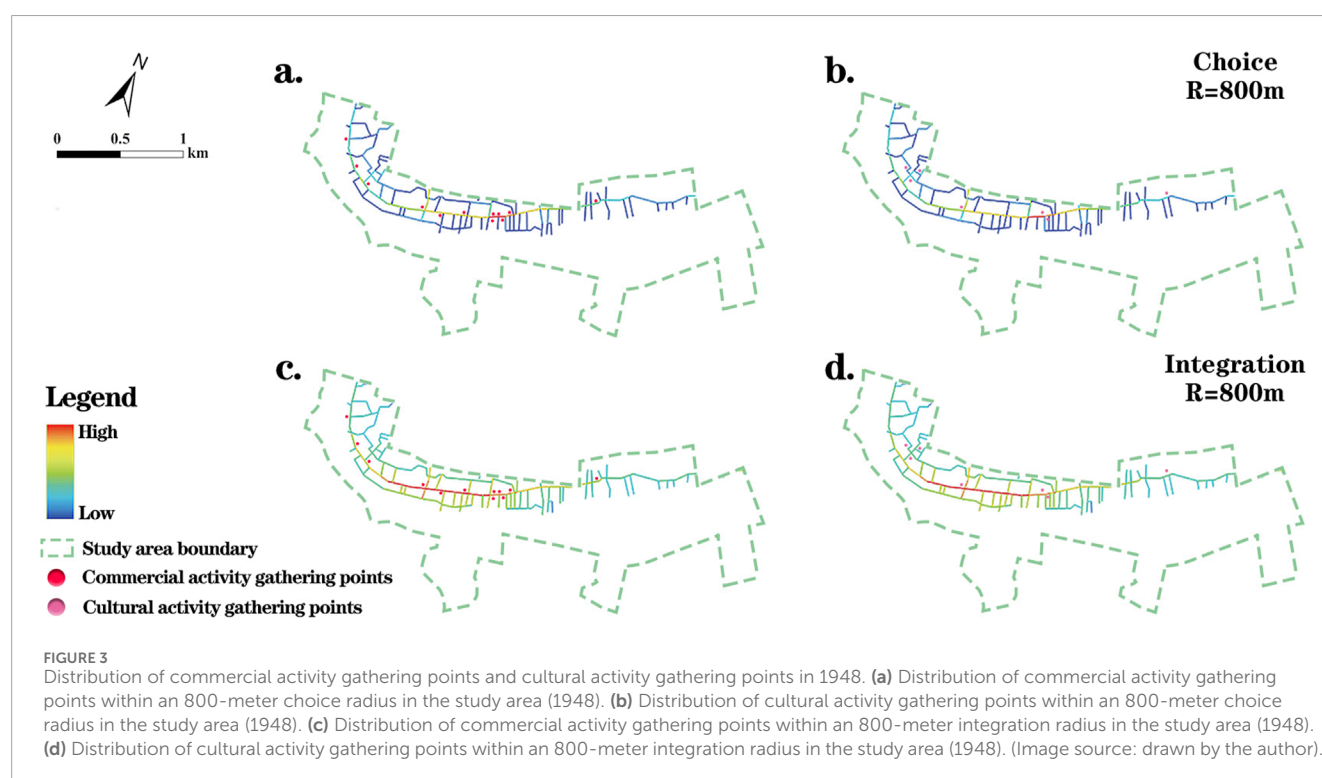 N
0 0.5 1
km
a.
b.
Choice
R=800m
c.
d.
Integration
R=800m
Legend
High
Low
Study area boundary
Commercial activity gathering points
Cultural activity gathering points
FIGURE 3
Distribution of commercial activity gathering points and cultural activity gathering points in 1948. (a) Distribution of commercial activity gathering
points within an 800-meter choice radius in the study area (1948). (b) Distribution of cultural activity gathering points within an 800-meter choice
radius in the study area (1948). (c) Distribution of commercial activity gathering points within an 800-meter integration radius in the study area (1948).
(d) Distribution of cultural activity gathering points within an 800-meter integration radius in the study area (1948). (Image source: drawn by the author).